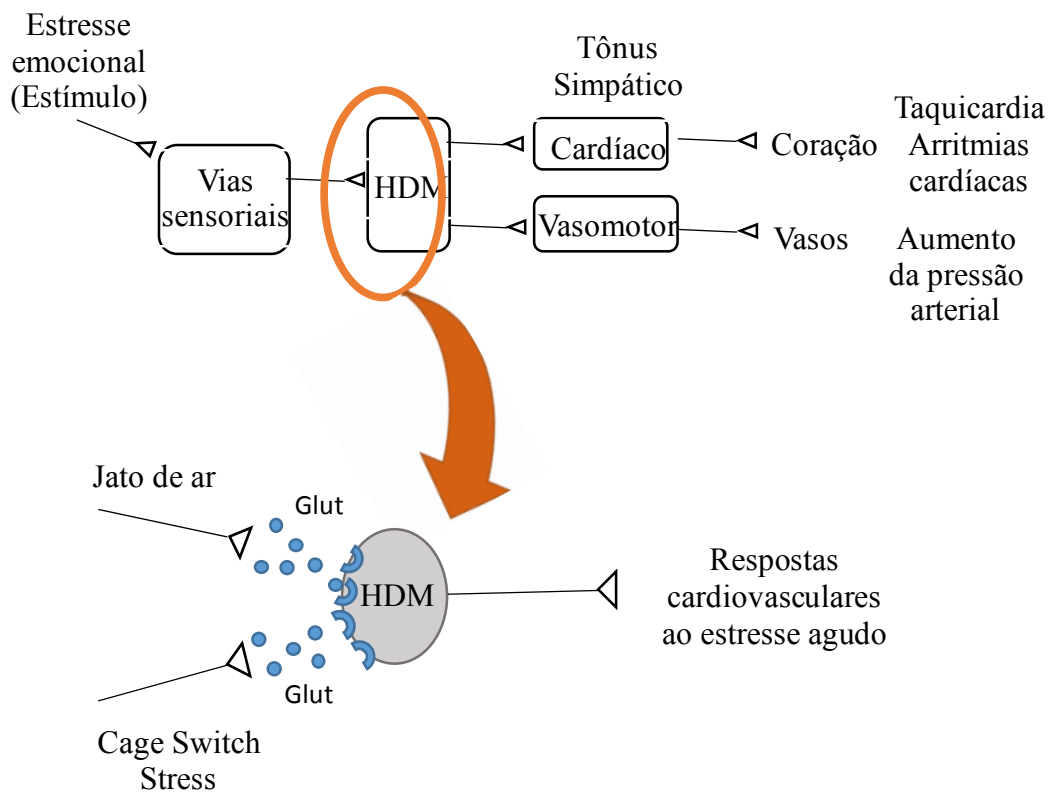 Estresse
emocional
(Estímulo)
Vias
sensoriais
HDM
Tônus
Simpático
Cardíaco
Vasomotor
Coração
Vasos
Taquicardia
Arritmias
cardíacas
Aumento
da pressão
arterial
Jato de ar
Glut
HDM
Glut
Cage Switch
Stress
Respostas
cardiovasculares
ao estresse agudo